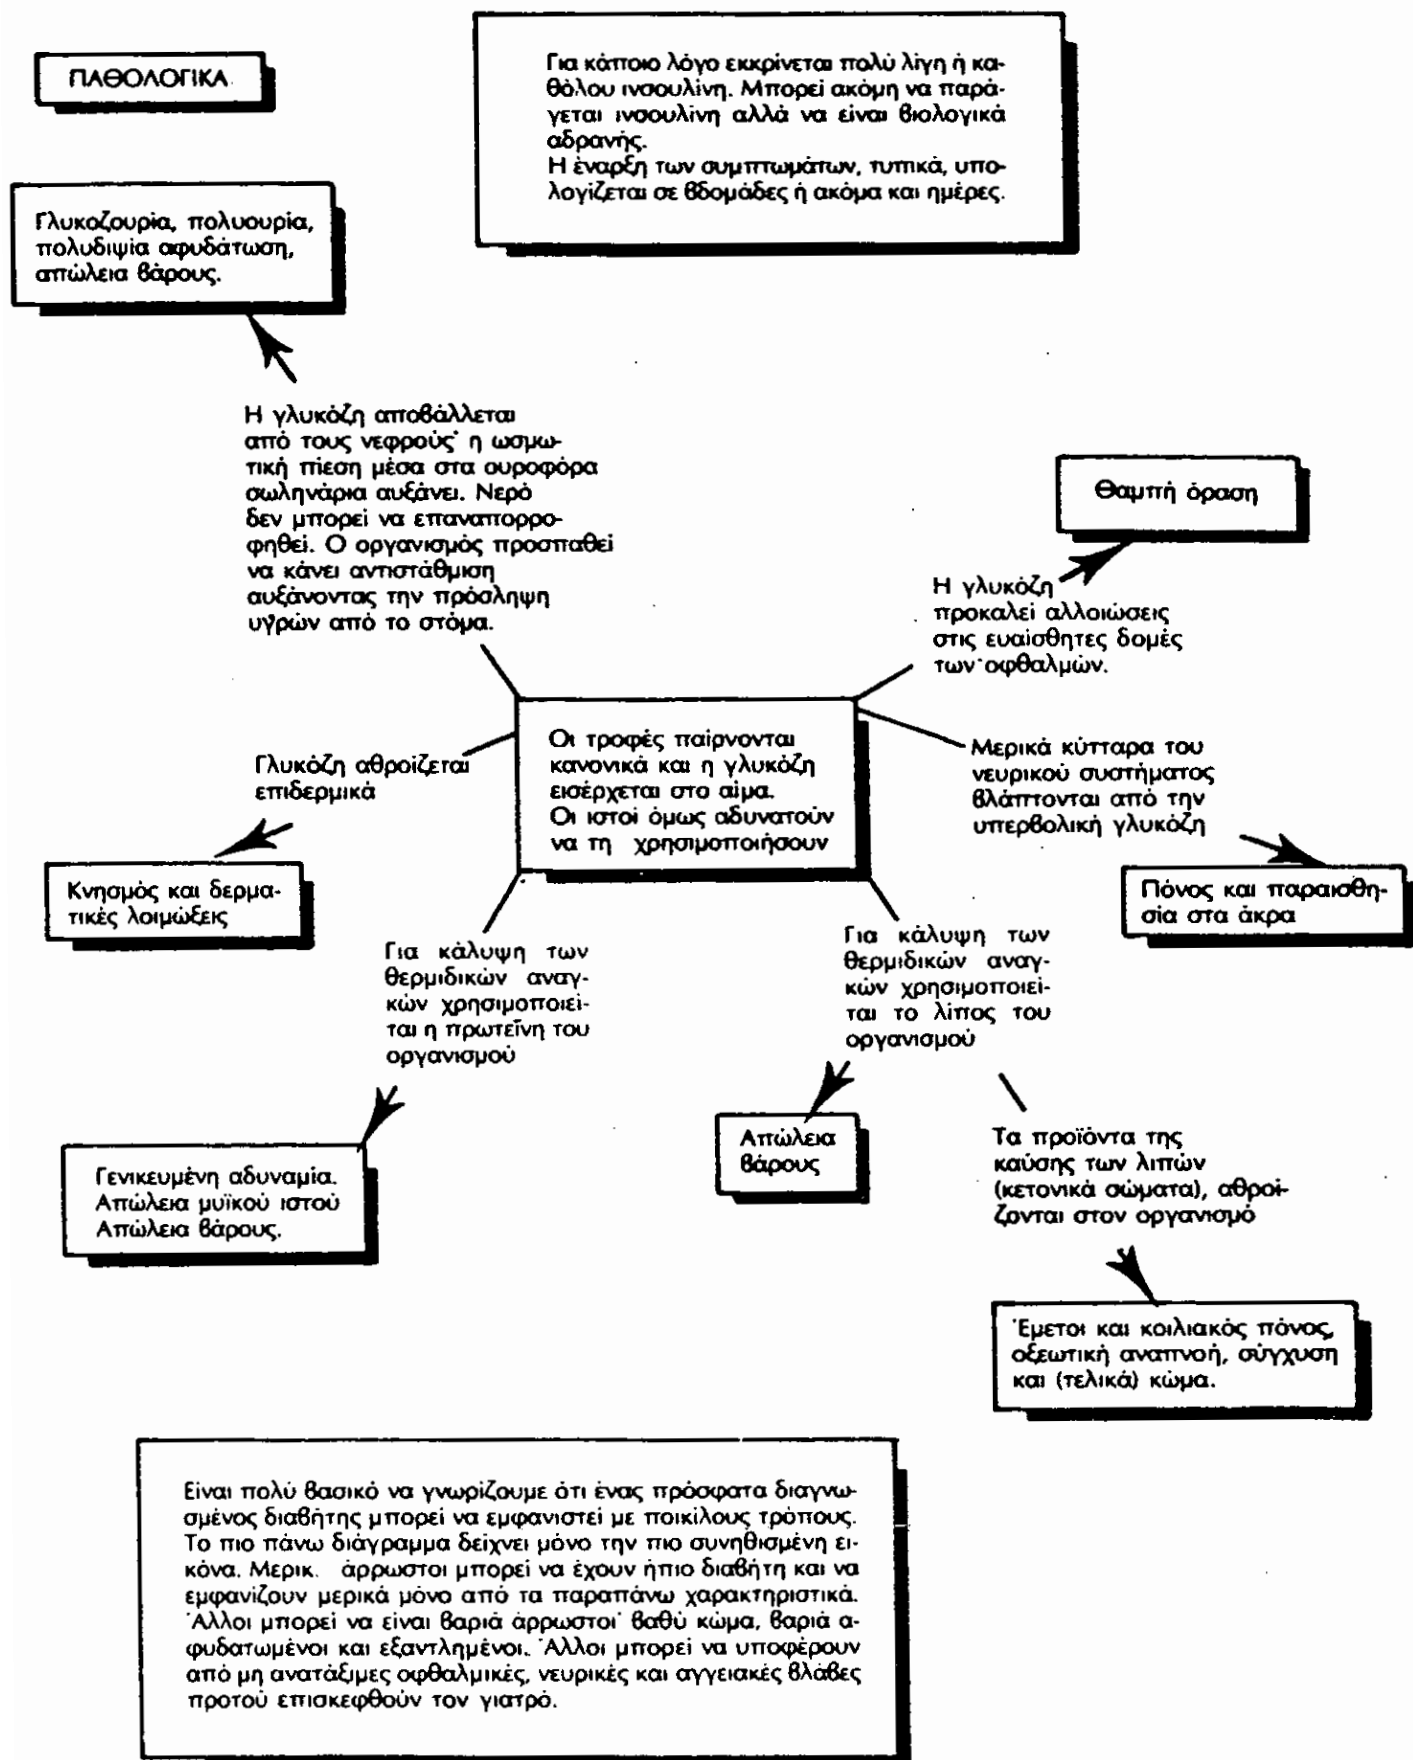 ΠΑΘΟΛΟΓΙΚΑ
Για κάποιο λόγο εκκρίνεται πολύ λίγη ή κα-
θόλου ινσουλίνη. Μπορεί ακόμη να παρά-
γεται ινσουλίνη αλλά να είναι βιολογικά
αδρανής.
Η έναρξη των συμπτωμάτων, τυπικά, υπο-
λογίζεται σε βδομάδες ή ακόμα και ημέρες.
Γλυκοζουρία, πολυουρία,
πολυδιψία αφυδάτωση,
απώλεια βάρους.
Η γλυκόζη αποβάλλεται
από τους νεφρούς˙ η ωσμω-
τική πίεση μέσα στα ουροφόρα
σωληνάρια αυξάνει. Νερό
δεν μπορεί να επαναπορρο-
φηθεί. Ο οργανισμός προσπαθεί
να κάνει αντιστάθμιση
αυξάνοντας την πρόσληψη
υγρών από το στόμα.
Θαμπή όραση
Η γλυκόζη
προκαλεί αλλοιώσεις
στις ευαίσθητες δομές
των οφθαλμών.
Οι τροφές παίρνονται
κανονικά και η γλυκόζη
εισέρχεται στο αίμα.
Οι ιστοί όμως αδυνατούν
να τη χρησιμοποιήσουν
Γλυκόζη αθροίζεται
επιδερμικά
Μερικά κύτταρα του
νευρικού συστήματος
βλάπτονται από την
υπερβολική γλυκόζη
Κνησμός και δερμα-
τικές λοιμώξεις
Πόνος και παραισθη-
σία στα άκρα
Για κάλυψη των
θερμιδικών αναγ-
κών χρησιμοποιεί-
ται η πρωτεΐνη του
οργανισμού
Για κάλυψη των
θερμιδικών αναγ-
κών χρησιμοποιεί-
ται το λίπος του
οργανισμού
Γενικευμένη αδυναμία.
Απώλεια μυϊκού ιστού
Απώλεια βάρους.
Απώλεια
βάρους
Τα προϊόντα της
καύσης των λιπών
(κετονικά σώματα), αθροί-
ζονται στον οργανισμό
Έμετοι και κοιλιακός πόνος,
οξεωτική αναπνοή, σύγχυση
και (τελικά) κώμα.
Είναι πολύ βασικό να γνωρίζουμε ότι ένας πρόσφατα διαγνω-
σμένος διαβήτης μπορεί να εμφανιστεί με ποικίλους τρόπους.
Το πιο πάνω διάγραμμα δείχνει μόνο την πιο συνηθισμένη ει-
κόνα. Μερικ. άρρωστοι μπορεί να έχουν ήπιο διαβήτη και να
εμφανίζουν μερικά μόνο από τα παραπάνω χαρακτηριστικά.
Άλλοι μπορεί να είναι βαριά άρρωστοι˙ βαθύ κώμα, βαριά α-
φυδατωμένοι και εξαντλημένοι. Άλλοι μπορεί να υποφέρουν
από μη ανατάξιμες οφθαλμικές, νευρικές και αγγειακές βλάβες
προτού επισκεφθούν τον γιατρό.